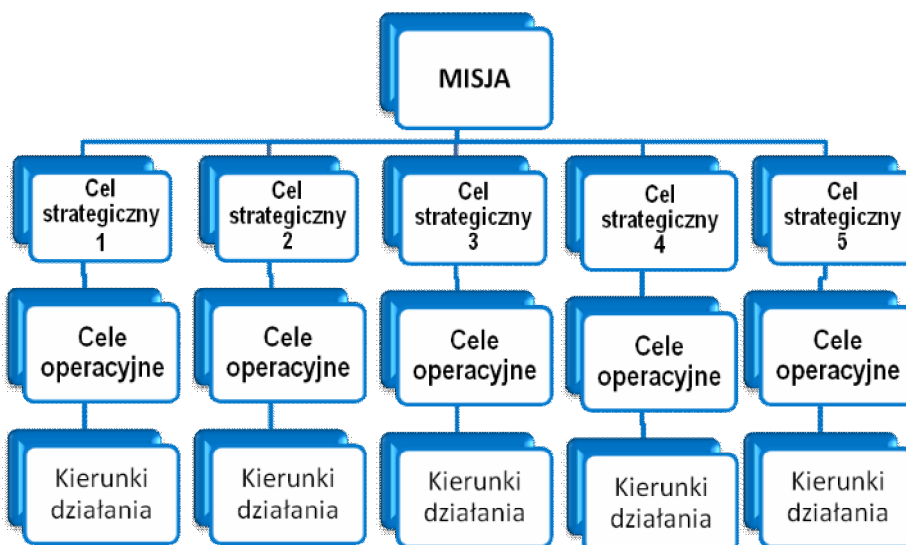 MISJA
Cel
strategiczny
1
Cel
strategiczny
2
Cel
strategiczny
3
Cel
strategiczny
4
Cel
strategiczny
5
Cele
operacyjne
Cele
operacyjne
Cele
operacyjne
Cele
operacyjne
Cele
operacyjne
Kierunki
działania
Kierunki
działania
Kierunki
działania
Kierunki
działania
Kierunki
działania